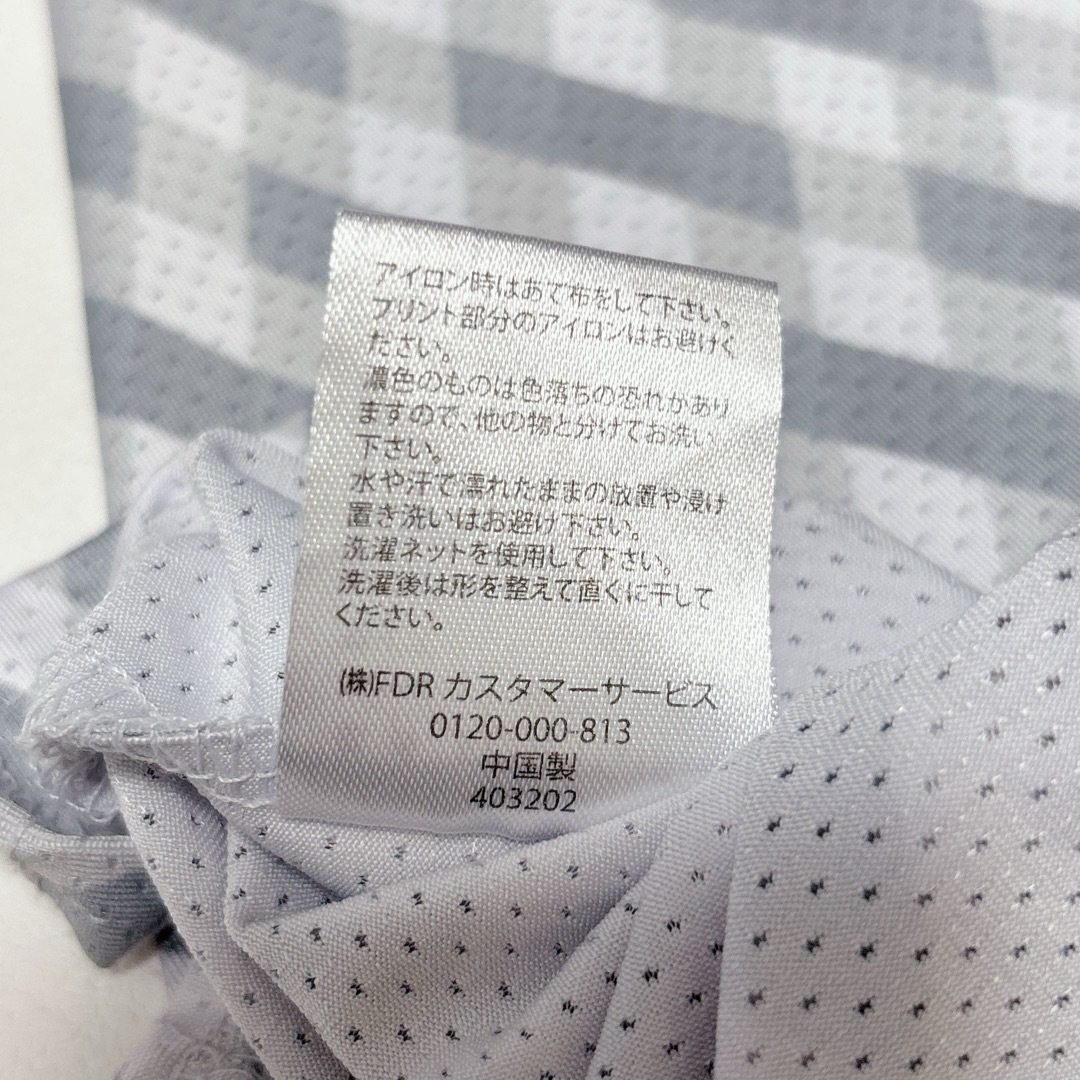 アイロン時はあて布をして下さい。
プリント部分のアイロンはお避けく
ださい。
濃色のものは色落ちの恐れがあり
ますので、他の物と分けてお洗い
下さい。
水や汗で濡れたままの放置や浸け
置き洗いはお避け下さい。
洗濯ネットを使用して下さい。
洗濯後は形を整えて直ぐに干して
ください。
(株)FDR カスタマーサービス
0120-000-813
中国製
403202